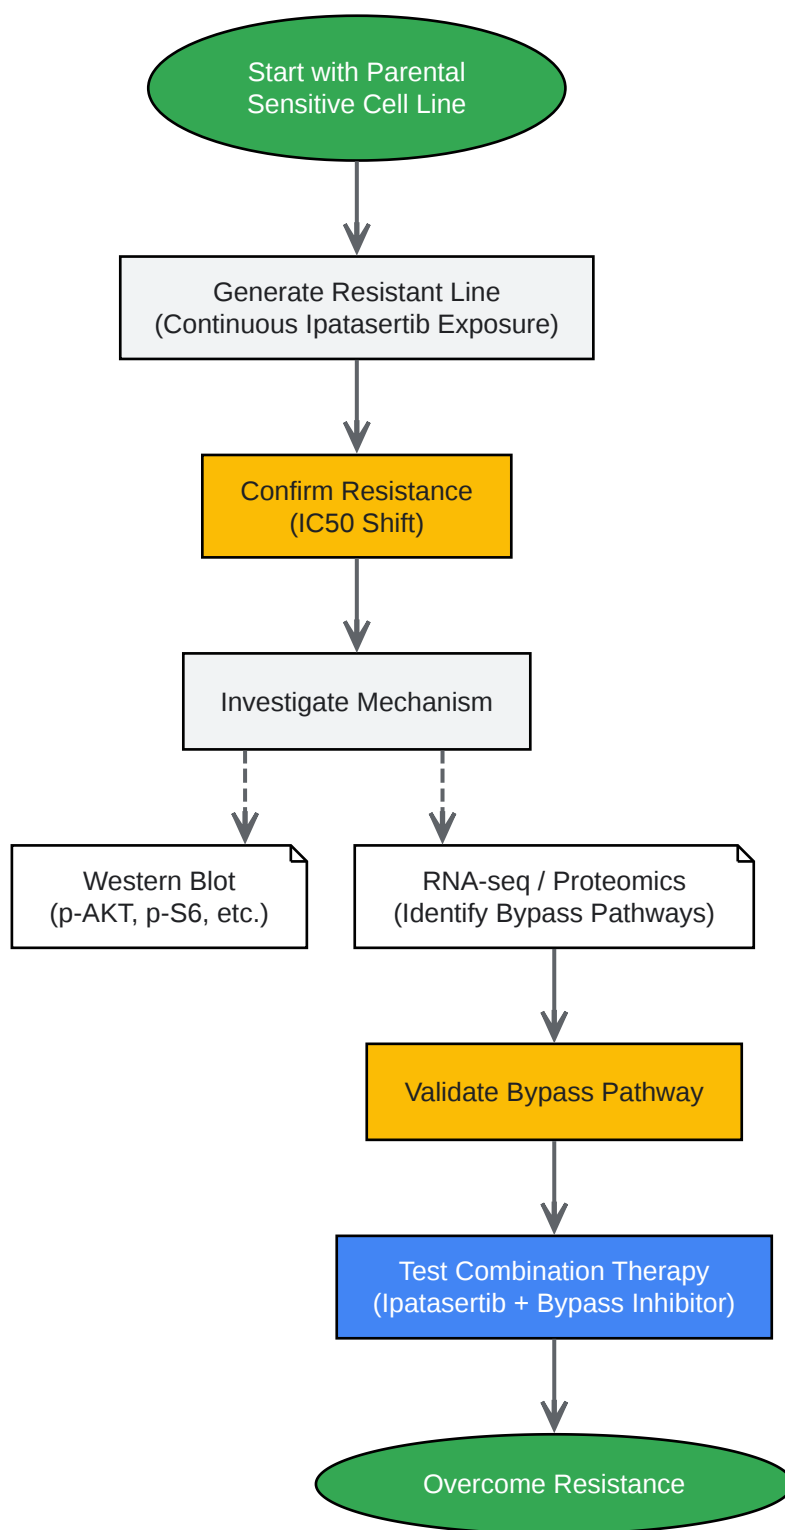 Start with Parental
Sensitive Cell Line
Generate Resistant Line
(Continuous Ipatasertib Exposure)
Confirm Resistance
(IC50 Shift)
Investigate Mechanism
Western Blot
(p-AKT, p-S6, etc.)
RNA-seq / Proteomics
(Identify Bypass Pathways)
Validate Bypass Pathway
Test Combination Therapy
(Ipatasertib + Bypass Inhibitor)
Overcome Resistance